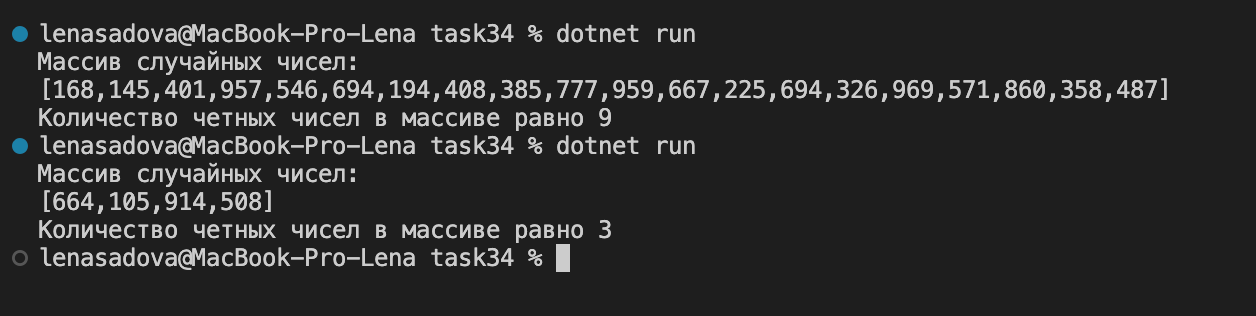 lenasadova@MacBook-Pro-Lena task34 % dotnet run
Массив случайных чисел:
[168,145,401,957,546,694,194,408,385,777,959,667,225,694,326,969,571,860,358,487]
Количество четных чисел в массиве равно 9
lenasadova@MacBook-Pro-Lena task34 % dotnet run
Массив случайных чисел:
[664,105,914,508]
Количество четных чисел в массиве равно 3
lenasadova@MacBook-Pro-Lena task34 %